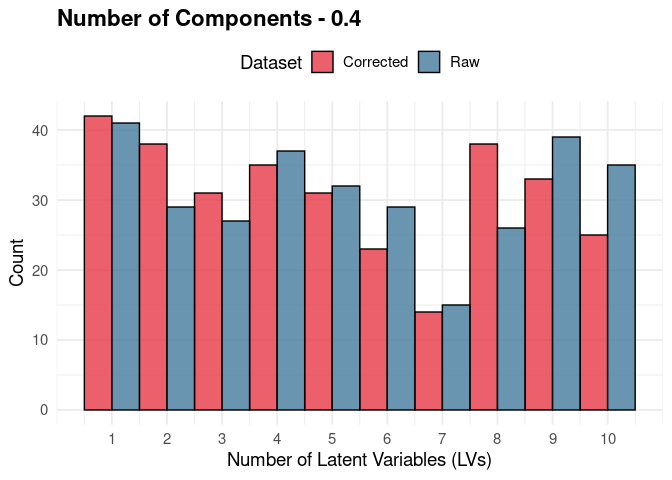 Number of Components - 0.4
Dataset Corrected Raw
40
30
20
10
0
Count
1 2 3 4 5 6 7 8 9 10
Number of Latent Variables (LVs)